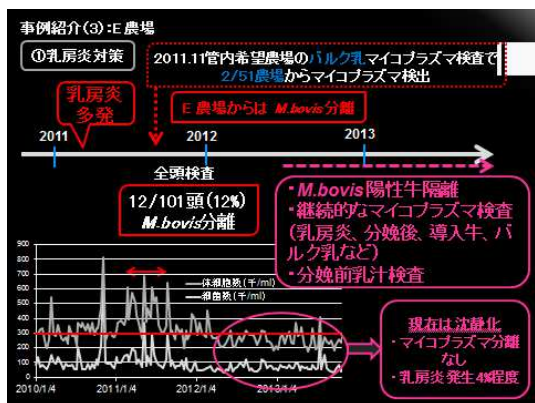 事例紹介(3):E農場
①乳房炎対策
2011.11管内希望農場のバルク乳マイコプラズマ検査で
2/51農場からマイコプラズマ検出
乳房炎
多発
E農場からは M.bovis分離
2011
2012
2013
全頭検査
12/101頭(12%)
M.bovis分離
・M.bovis陽性牛隔離
・継続的なマイコプラズマ検査
(乳房炎、分娩後、導入牛、バ
ルク乳など)
・分娩前乳汁検査
900
800
700
600
500
400
300
200
100
0
体細胞数(千/ml)
細菌数(千/ml)
2010/1/4
2011/1/4
2012/1/4
2013/1/4
現在は沈静化
・マイコプラズマ分離
なし
・乳房炎発生4%程度